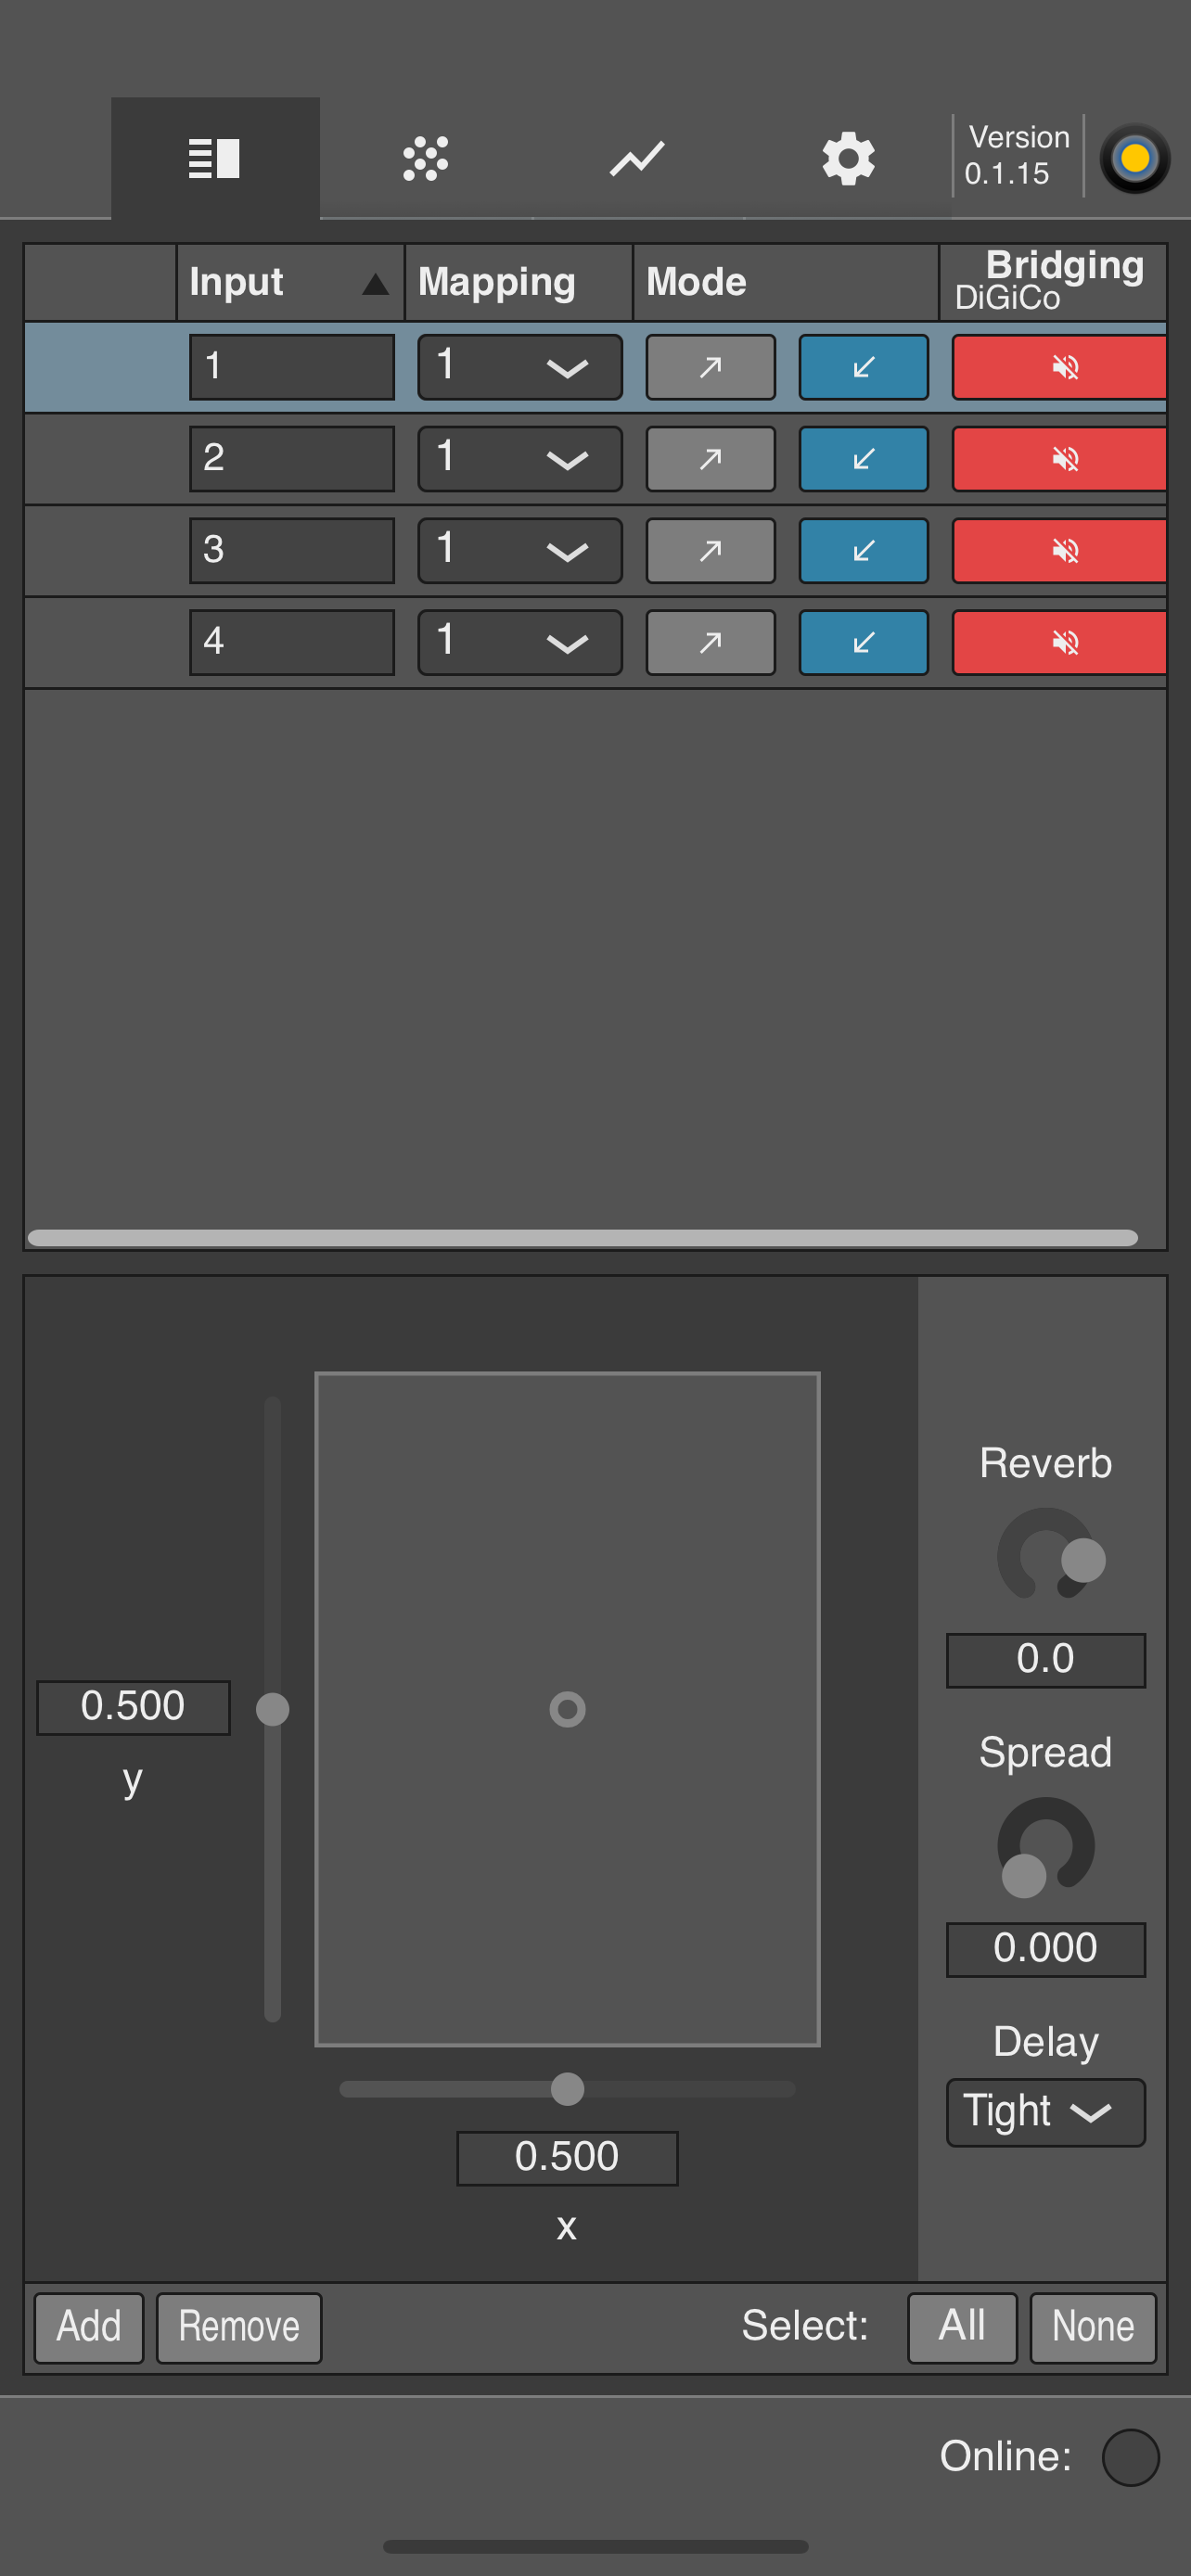 Version
0.1.15
Input Mapping Mode Bridging
DiGiCo
1 1
2 1
3 1
4 1
Reverb
0.0
0.500
y
Spread
0.000
Delay
Tight
0.500
x
Add Remove Select: All None
Online: